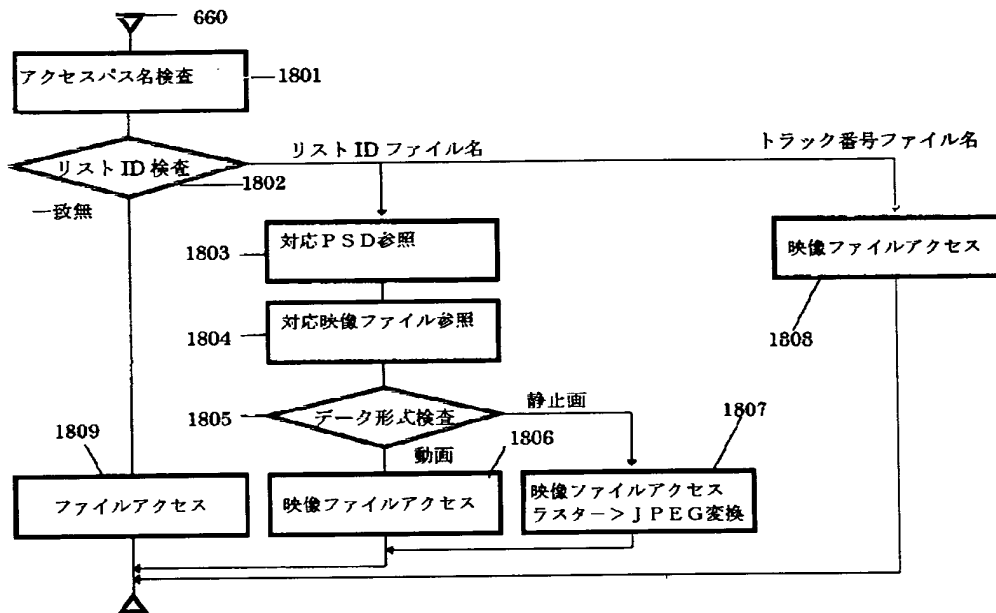 660
アクセスパス名検査
1801
リストID検査
1802
リストIDファイル名
トラック番号ファイル名
一致無
対応PSD参照
1803
映像ファイルアクセス
1808
対応映像ファイル参照
1804
データ形式検査
1805
静止画
動画
1806
1807
1809
ファイルアクセス
映像ファイルアクセス
映像ファイルアクセス
ラスター>JPEG変換